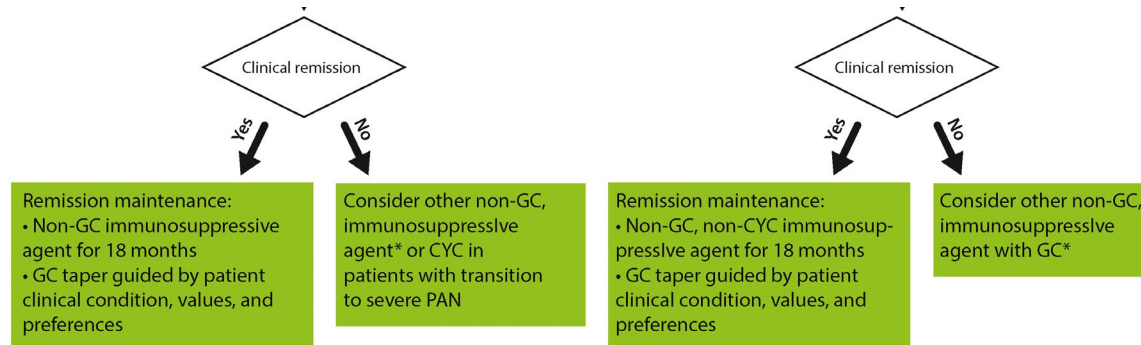 Clinical remission
Yes
No
Remission maintenance:
• Non-GC immunosuppressive
agent for 18 months
• GC taper guided by patient
clinical condition, values, and
preferences
Consider other non-GC,
immunosuppressIve
agent* or CYC in
patients with transition
to severe PAN
Clinical remission
Yes
No
Remission maintenance:
• Non-GC, non-CYC immunosup-
pressIve agent for 18 months
• GC taper guided by patient
clinical condition, values, and
preferences
Consider other non-GC,
immunosuppressIve
agent with GC*